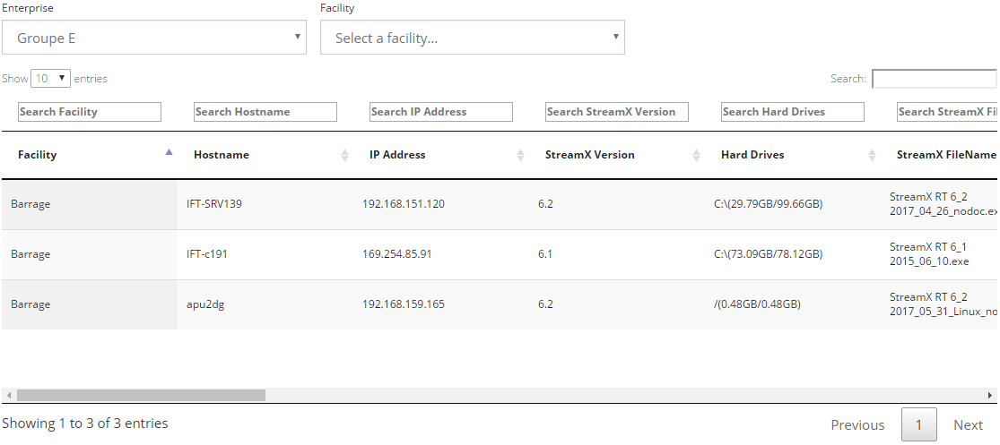 Enterprise Facility
Groupe E Select a facility...
Show 10 entries Search:
Search Facility Search Hostname Search IP Address Search StreamX Version Search Hard Drives Search StreamX Fil
Facility Hostname IP Address StreamX Version Hard Drives StreamX FileName
Barrage IFT-SRV139 192.168.151.120 6.2 C:\(29.79GB/99.66GB) StreamX RT 6_2
2017_04_26_nodoc.ex
Barrage IFT-c191 169.254.85.91 6.1 C:\(73.09GB/78.12GB) StreamX RT 6_1
2015_06_10.exe
Barrage apu2dg 192.168.159.165 6.2 /(0.48GB/0.48GB) StreamX RT 6_2
2017_05_31_Linux_no
Showing 1 to 3 of 3 entries Previous 1 Next